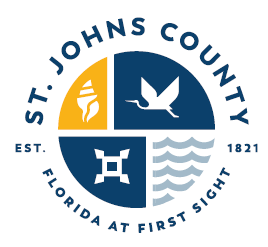 ST. JOHNS COUNTY
EST. 1821
FLORIDA AT FIRST SIGHT